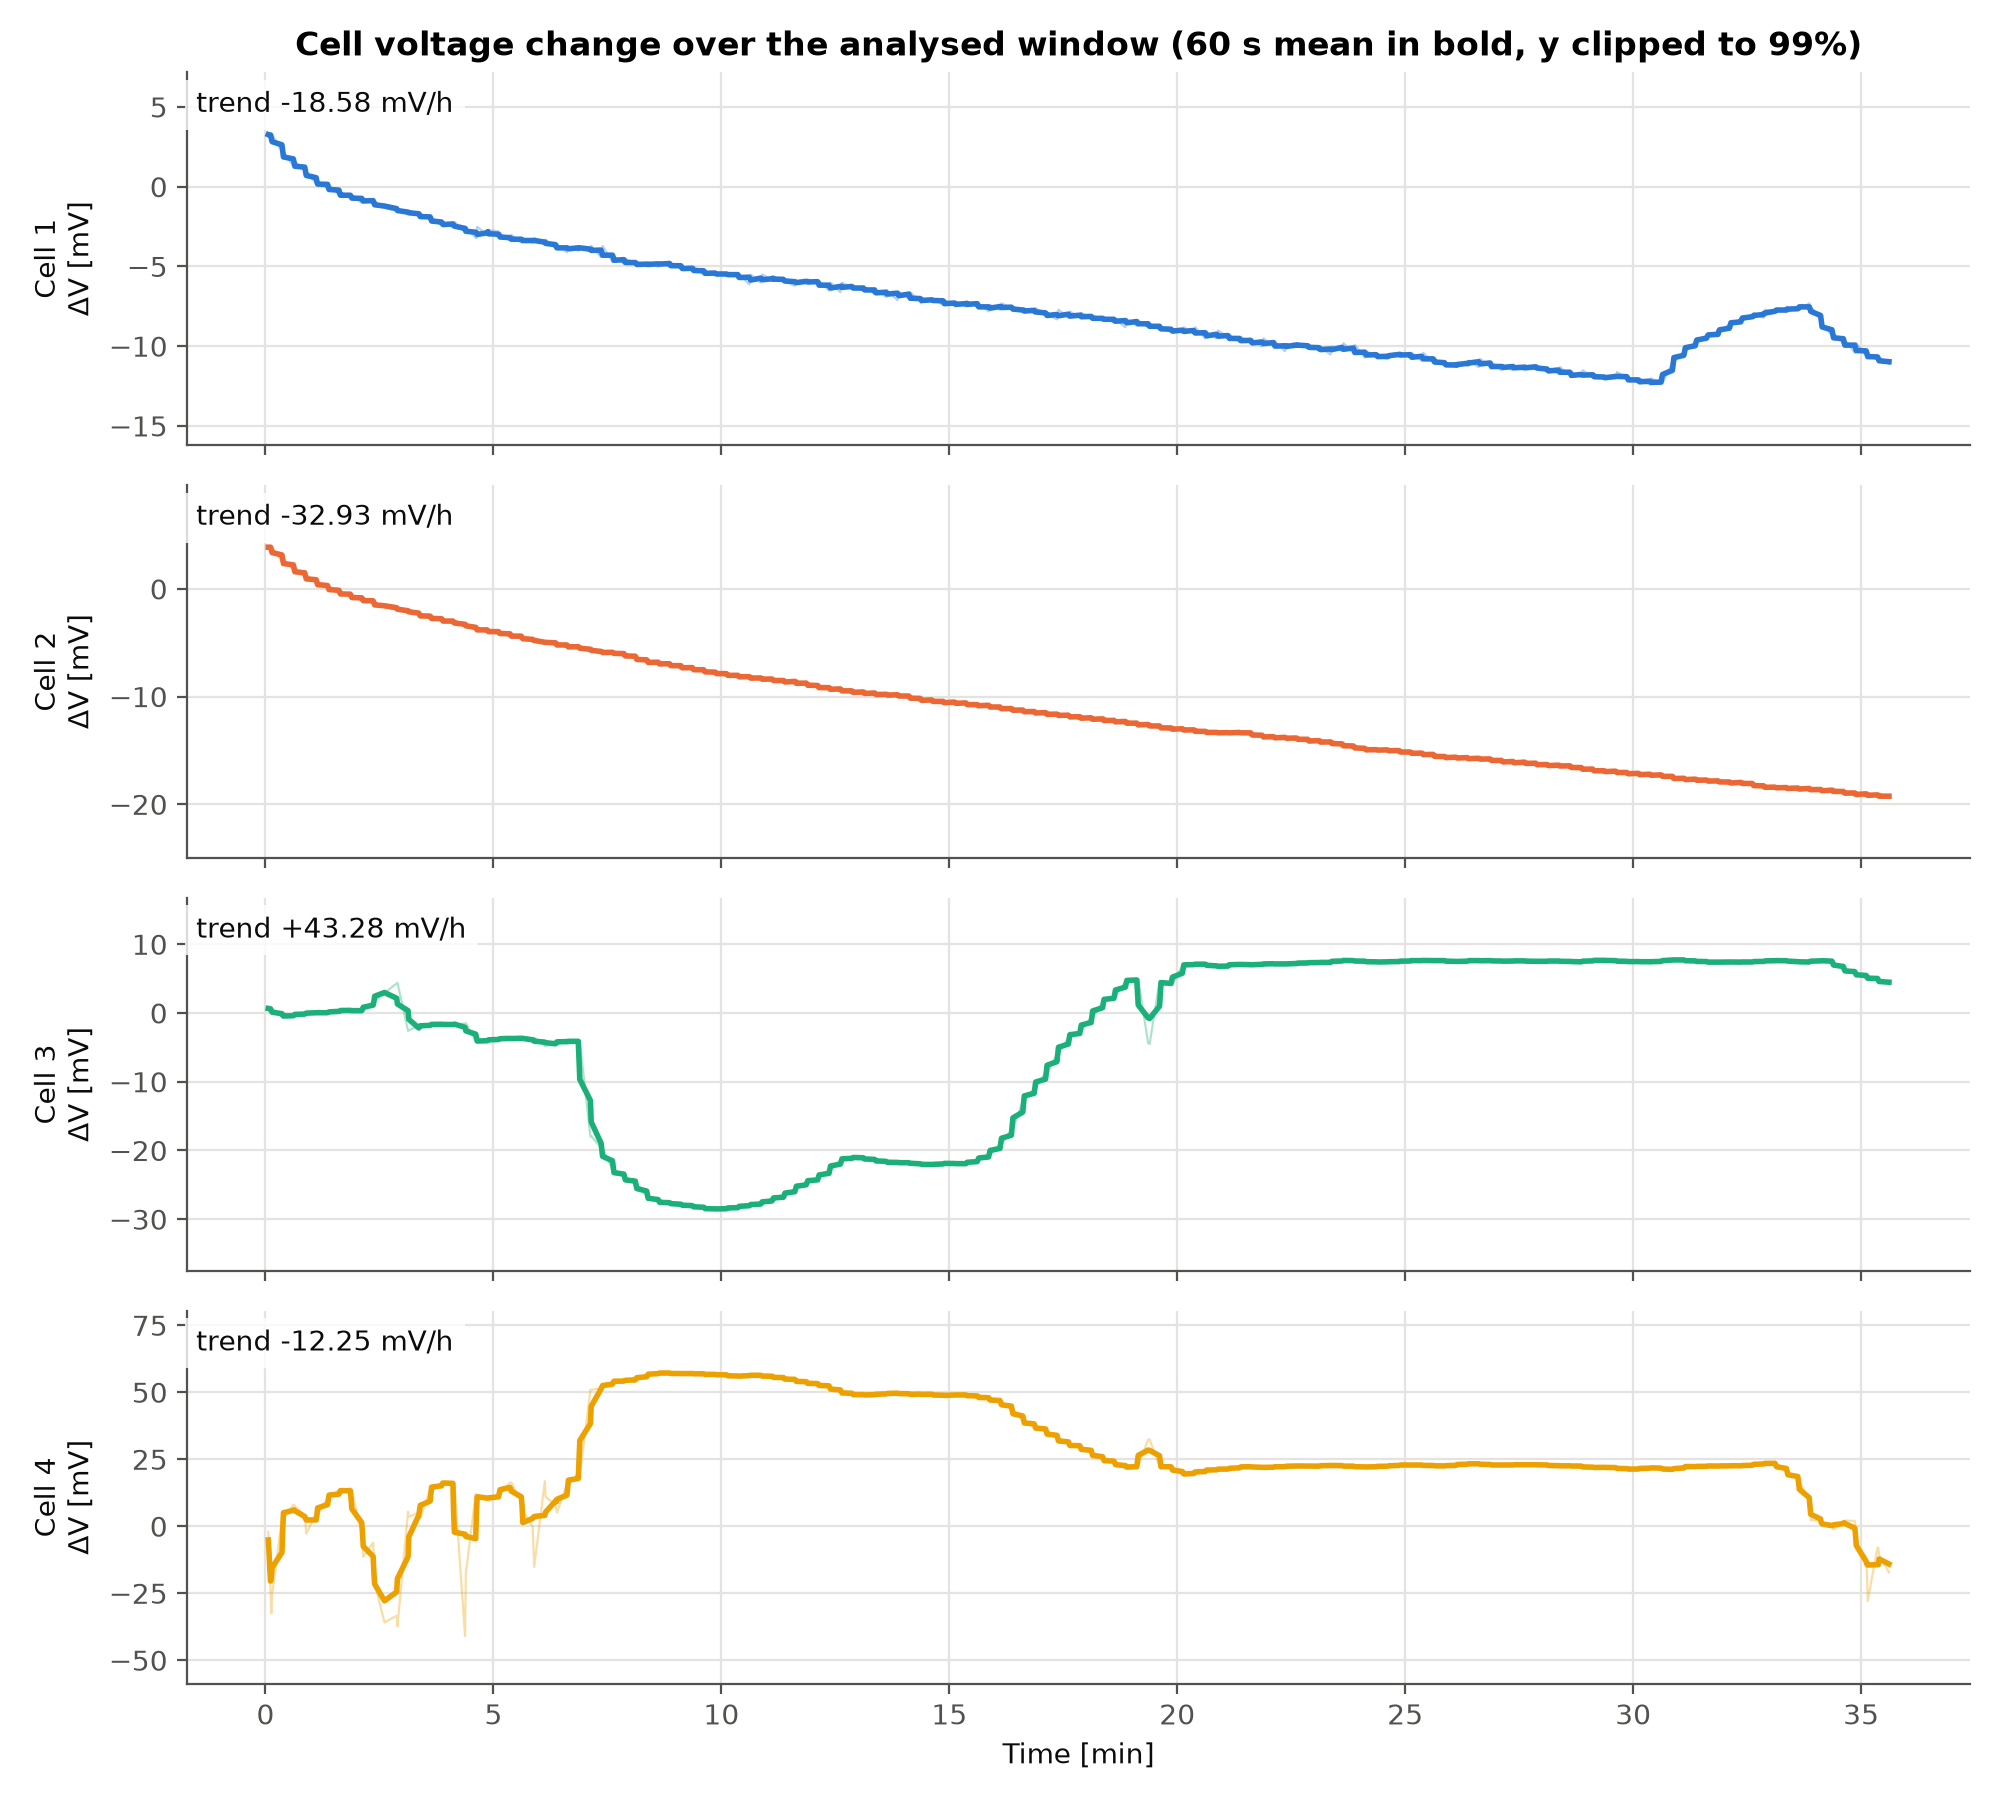 Cell voltage change over the analysed window (60 s mean in bold, y clipped to 99%)
trend -18.58 mV/h
5
0
−5
−10
−15
Cell 1
ΔV [mV]
trend -32.93 mV/h
0
−10
−20
Cell 2
ΔV [mV]
trend +43.28 mV/h
10
0
−10
−20
−30
Cell 3
ΔV [mV]
trend -12.25 mV/h
75
50
25
0
−25
−50
Cell 4
ΔV [mV]
0 5 10 15 20 25 30 35
Time [min]